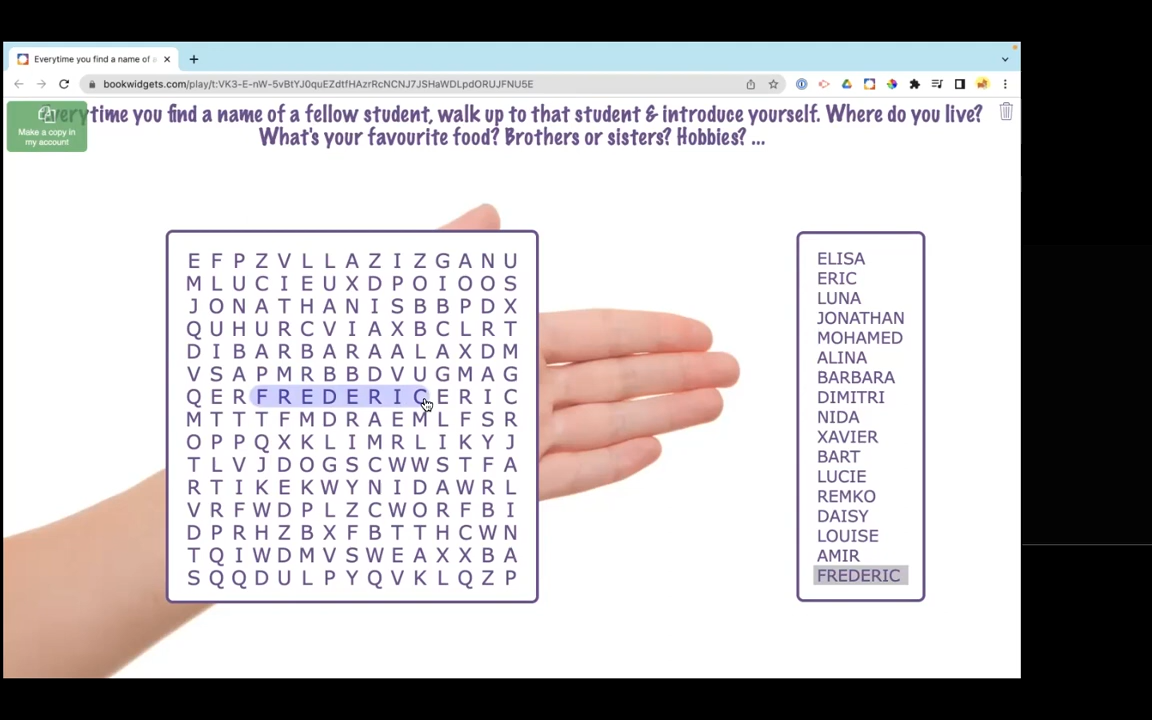 Everytime you find a name of a
bookwidgets.com/play/t:VK3-E-nW-5vBtYJ0quEZdtfHAzrRcNCNJ7JSHaWDLpdORUJFNU5E
Make a copy in
my account
Everytime you find a name of a fellow student, walk up to that student & introduce yourself. Where do you live?
What's your favourite food? Brothers or sisters? Hobbies? ...
E F P Z V L L A Z I Z G A N U
M L U C I E U X D P O I O O S
J O N A T H A N I S B B P D X
Q U H U R C V I A X B C L R T
D I B A R B A R A A L A X D M
V S A P M R B B D V U G M A G
Q E R F R E D E R I C E R I C
M T T T F M D R A E M L F S R
O P P Q X K L I M R L I K Y J
T L V J D O G S C W W S T F A
R T I K E K W Y N I D A W R L
V R F W D P L Z C W O R F B I
D P R H Z B X F B T T H C W N
T Q I W D M V S W E A X X B A
S Q Q D U L P Y Q V K L Q Z P
ELISA
ERIC
LUNA
JONATHAN
MOHAMED
ALINA
BARBARA
DIMITRI
NIDA
XAVIER
BART
LUCIE
REMKO
DAISY
LOUISE
AMIR
FREDERIC